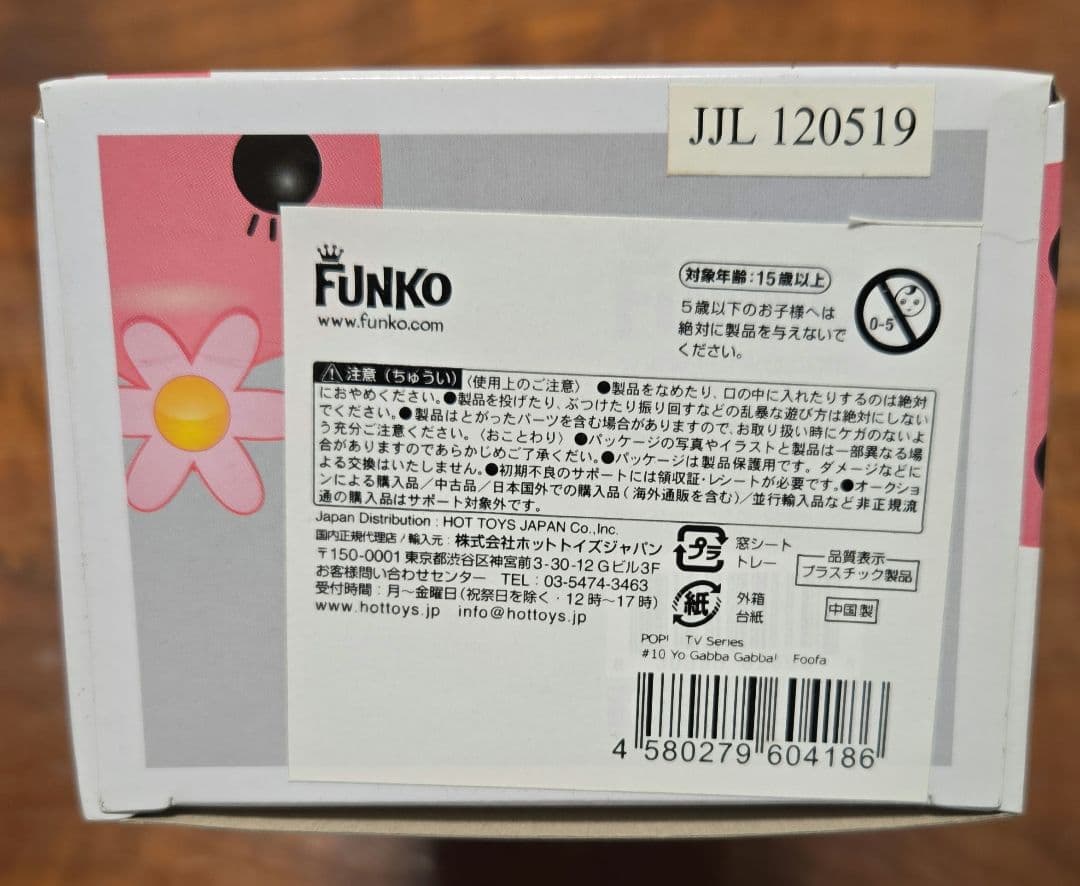 JJL 120519
FUNKO
www.funko.com
対象年齢:15歳以上
5歳以下のお子様へは
絶対に製品を与えないで
ください。
0-5
⚠注意(ちゅうい)〈使用上のご注意〉 ●製品をなめたり、口の中に入れたりするのは絶対
におやめください。●製品を投げたり、ぶつけたり振り回すなどの乱暴な遊び方は絶対にしない
でください。●製品はとがったパーツを含む場合がありますので、お取り扱い時にケガのないよ
う充分ご注意ください。〈おことわり〉 ●パッケージの写真やイラストと製品は一部異なる場
合がありますのであらかじめご了承ください。●パッケージは製品保護用です。ダメージなどに
よる交換はいたしません。●初期不良のサポートには領収証・レシートが必要です。●オークショ
ンによる購入品/中古品/日本国外での購入品(海外通販を含む)/並行輸入品など非正規流
通の購入品はサポート対象外です。
Japan Distribution : HOT TOYS JAPAN Co.,Inc.
国内正規代理店/輸入元:株式会社ホットトイズジャパン
〒150-0001 東京都渋谷区神宮前3-30-12 Gビル3F
お客様問い合わせセンター TEL:03-5474-3463
受付時間:月~金曜日(祝祭日を除く・12時~17時)
www.hottoys.jp info@hottoys.jp
プラ
窓シート
トレー
紙
外箱
台紙
品質表示
プラスチック製品
中国製
POP! TV Series
#10 Yo Gabba Gabba! Foofa
4 580279 604186